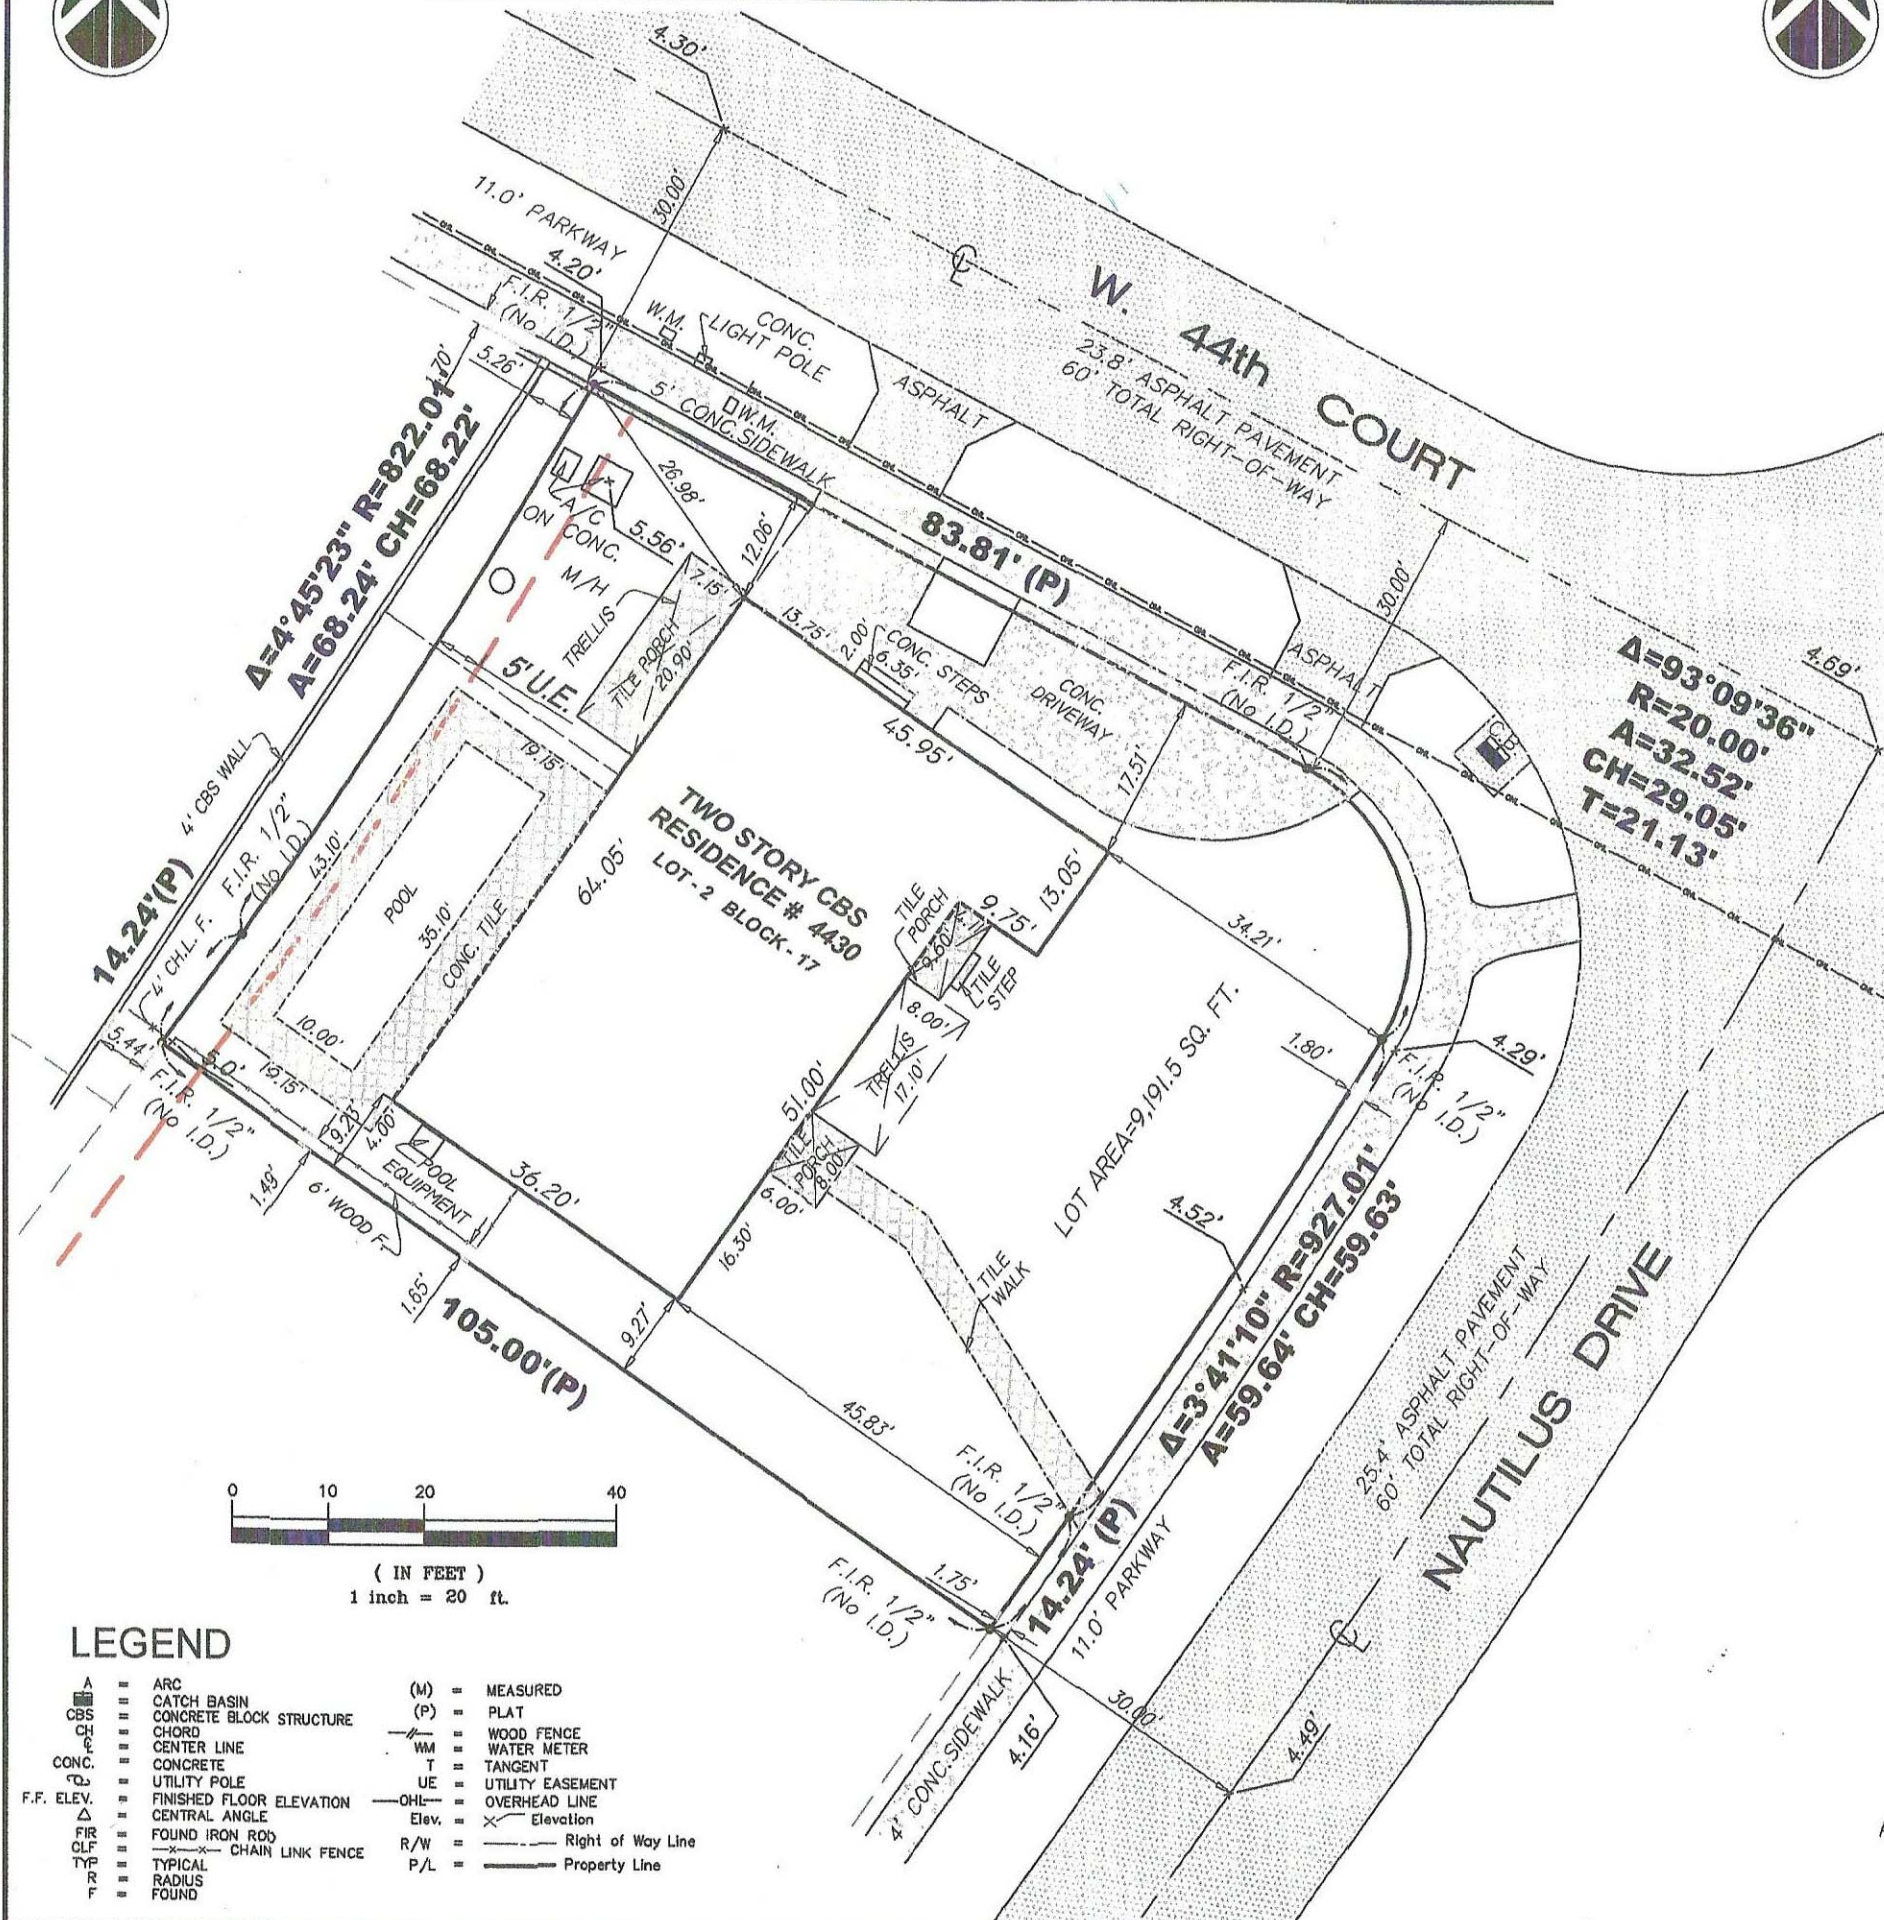 4.30'
30.00'
11.0' PARKWAY
4.20'
F.I.R. 1/2"
(No I.D.)
W.M.
CONC.
LIGHT POLE
5' CONC.SIDEWALK
W.M.
ASPHALT
W. 44th COURT
23.8' ASPHALT PAVEMENT
60' TOTAL RIGHT-OF-WAY
5.26'
Δ=4°45'23" R=822.01'
A=68.24' CH=68.22'
A/C
ON CONC.
26.98'
5.56'
12.06'
7.15'
M/H
TRELLIS
TILE PORCH
20.90'
5' U.E.
83.81' (P)
13.75'
2.00'
6.35'
CONC. STEPS
CONC.
DRIVEWAY
45.95'
17.51'
F.I.R. 1/2"
(No I.D.)
ASPHALT
30.00'
C.B.
4.69'
Δ=93°09'36"
R=20.00'
A=32.52'
CH=29.05'
T=21.13'
4' CBS WALL
14.24'(P)
F.I.R. 1/2"
(No I.D.)
4' CH.L. F.
19.15'
43.10'
POOL
35.10'
CONC. TILE
10.00'
64.05'
TWO STORY CBS
RESIDENCE # 4430
LOT - 2 BLOCK - 17
TILE
PORCH
9.75'
13.05'
TILE
STEP
8.00'
TRELLIS
17.10'
51.00'
TILE
PORCH
8.00'
6.00'
16.30'
34.21'
LOT AREA=9,191.5 SQ. FT.
1.80'
4.29'
F.I.R. 1/2"
(No I.D.)
5.44'
5.0'
19.15'
F.I.R. 1/2"
(No I.D.)
4.00'
1.49'
6' WOOD F.
POOL
EQUIPMENT
36.20'
1.65'
105.00'(P)
9.27'
TILE
WALK
4.52'
Δ=3°41'10" R=927.01'
A=59.64' CH=59.63'
45.83'
F.I.R. 1/2"
(No I.D.)
14.24' (P)
11.0' PARKWAY
F.I.R. 1/2"
(No I.D.)
1.75'
25.4' ASPHALT PAVEMENT
60' TOTAL RIGHT-OF-WAY
NAUTILUS DRIVE
30.00'
4.49'
4.16'
4' CONC.SIDEWALK
0 10 20 40
( IN FEET )
1 inch = 20 ft.
LEGEND
A = ARC
= CATCH BASIN
CBS = CONCRETE BLOCK STRUCTURE
CH = CHORD
℄ = CENTER LINE
CONC. = CONCRETE
= UTILITY POLE
F.F. ELEV. = FINISHED FLOOR ELEVATION
Δ = CENTRAL ANGLE
FIR = FOUND IRON ROD
CLF = —x—x— CHAIN LINK FENCE
TYP = TYPICAL
R = RADIUS
F = FOUND
(M) = MEASURED
(P) = PLAT
= WOOD FENCE
WM = WATER METER
T = TANGENT
UE = UTILITY EASEMENT
—OHL— = OVERHEAD LINE
Elev. = Elevation
R/W = Right of Way Line
P/L = Property Line